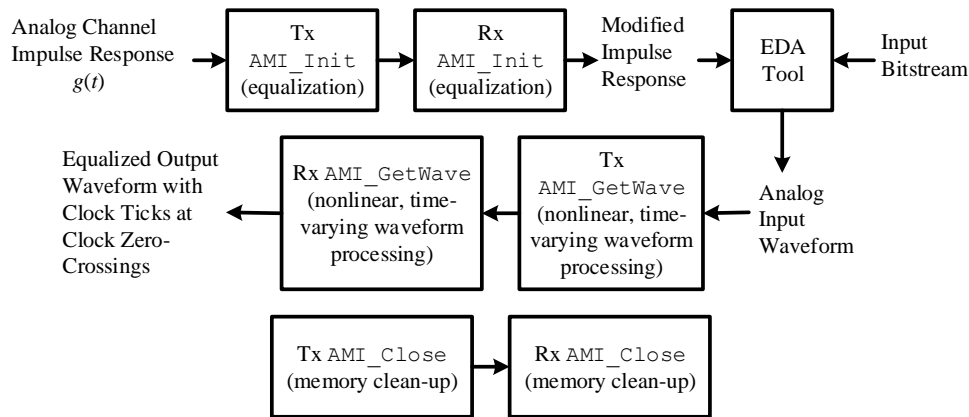 Analog Channel
Impulse Response
g(t)
Tx
AMI_Init
(equalization)
Rx
AMI_Init
(equalization)
Modified
Impulse
Response
EDA
Tool
Input
Bitstream
Equalized Output
Waveform with
Clock Ticks at
Clock Zero-
Crossings
Rx AMI_GetWave
(nonlinear, time-
varying waveform
processing)
Tx
AMI_GetWave
(nonlinear, time-
varying waveform
processing)
Analog
Input
Waveform
Tx AMI_Close
(memory clean-up)
Rx AMI_Close
(memory clean-up)